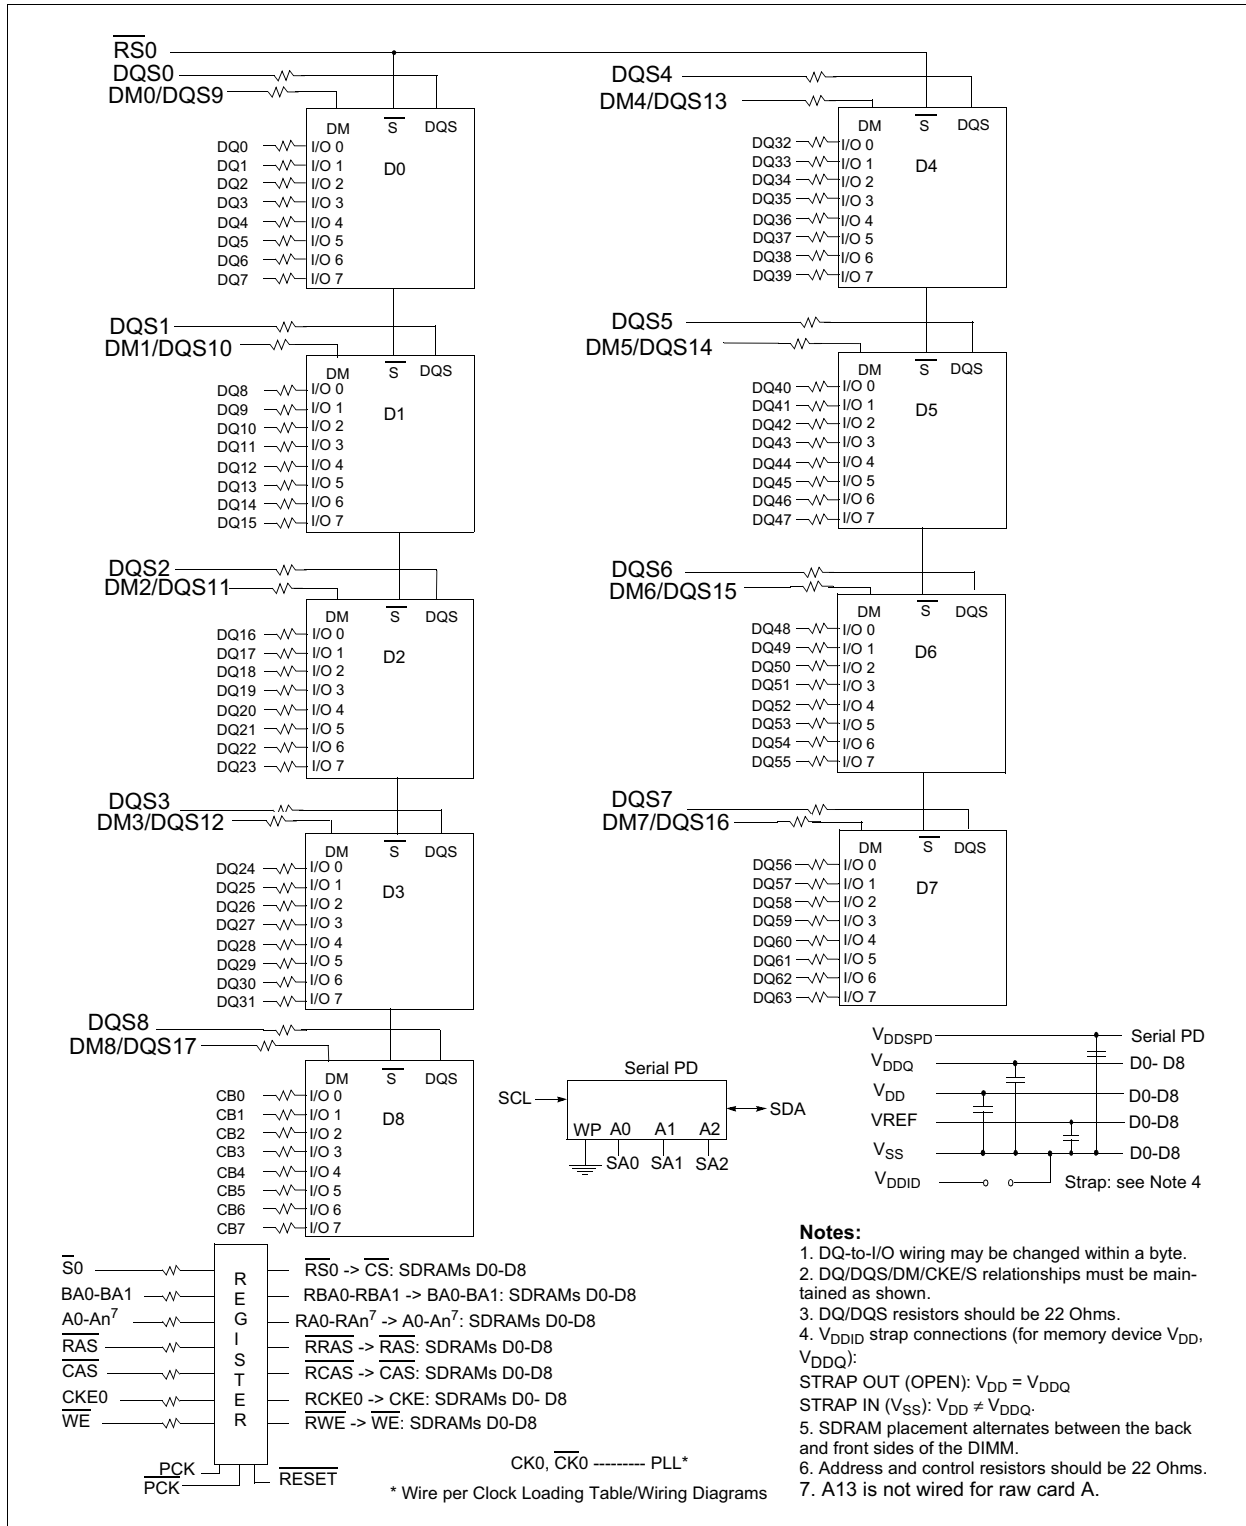 RS0
DQS0
DM0/DQS9
DM S DQS
D0
DQ0 I/O 0
DQ1 I/O 1
DQ2 I/O 2
DQ3 I/O 3
DQ4 I/O 4
DQ5 I/O 5
DQ6 I/O 6
DQ7 I/O 7
DQS1
DM1/DQS10
DM S DQS
D1
DQ8 I/O 0
DQ9 I/O 1
DQ10 I/O 2
DQ11 I/O 3
DQ12 I/O 4
DQ13 I/O 5
DQ14 I/O 6
DQ15 I/O 7
DQS2
DM2/DQS11
DM S DQS
D2
DQ16 I/O 0
DQ17 I/O 1
DQ18 I/O 2
DQ19 I/O 3
DQ20 I/O 4
DQ21 I/O 5
DQ22 I/O 6
DQ23 I/O 7
DQS3
DM3/DQS12
DM S DQS
D3
DQ24 I/O 0
DQ25 I/O 1
DQ26 I/O 2
DQ27 I/O 3
DQ28 I/O 4
DQ29 I/O 5
DQ30 I/O 6
DQ31 I/O 7
DQS8
DM8/DQS17
DM S DQS
D8
CB0 I/O 0
CB1 I/O 1
CB2 I/O 2
CB3 I/O 3
CB4 I/O 4
CB5 I/O 5
CB6 I/O 6
CB7 I/O 7
DQS4
DM4/DQS13
DM S DQS
D4
DQ32 I/O 0
DQ33 I/O 1
DQ34 I/O 2
DQ35 I/O 3
DQ36 I/O 4
DQ37 I/O 5
DQ38 I/O 6
DQ39 I/O 7
DQS5
DM5/DQS14
DM S DQS
D5
DQ40 I/O 0
DQ41 I/O 1
DQ42 I/O 2
DQ43 I/O 3
DQ44 I/O 4
DQ45 I/O 5
DQ46 I/O 6
DQ47 I/O 7
DQS6
DM6/DQS15
DM S DQS
D6
DQ48 I/O 0
DQ49 I/O 1
DQ50 I/O 2
DQ51 I/O 3
DQ52 I/O 4
DQ53 I/O 5
DQ54 I/O 6
DQ55 I/O 7
DQS7
DM7/DQS16
DM S DQS
D7
DQ56 I/O 0
DQ57 I/O 1
DQ58 I/O 2
DQ59 I/O 3
DQ60 I/O 4
DQ61 I/O 5
DQ62 I/O 6
DQ63 I/O 7
Serial PD
SCL SDA
WP A0 A1 A2
SA0 SA1 SA2
VDDSPD Serial PD
VDDQ D0- D8
VDD D0-D8
VREF D0-D8
VSS D0-D8
VDDID Strap: see Note 4
REGISTER
S0 RS0 -> CS: SDRAMs D0-D8
BA0-BA1 RBA0-RBA1 -> BA0-BA1: SDRAMs D0-D8
A0-An7 RA0-RAn7 -> A0-An7: SDRAMs D0-D8
RAS RRAS -> RAS: SDRAMs D0-D8
CAS RCAS -> CAS: SDRAMs D0-D8
CKE0 RCKE0 -> CKE: SDRAMs D0- D8
WE RWE -> WE: SDRAMs D0-D8
PCK
PCK
RESET
CK0, CK0 --------- PLL*
* Wire per Clock Loading Table/Wiring Diagrams
Notes:
1. DQ-to-I/O wiring may be changed within a byte.
2. DQ/DQS/DM/CKE/S relationships must be main-
tained as shown.
3. DQ/DQS resistors should be 22 Ohms.
4. VDDID strap connections (for memory device VDD,
VDDQ):
STRAP OUT (OPEN): VDD = VDDQ
STRAP IN (VSS): VDD ≠ VDDQ.
5. SDRAM placement alternates between the back
and front sides of the DIMM.
6. Address and control resistors should be 22 Ohms.
7. A13 is not wired for raw card A.